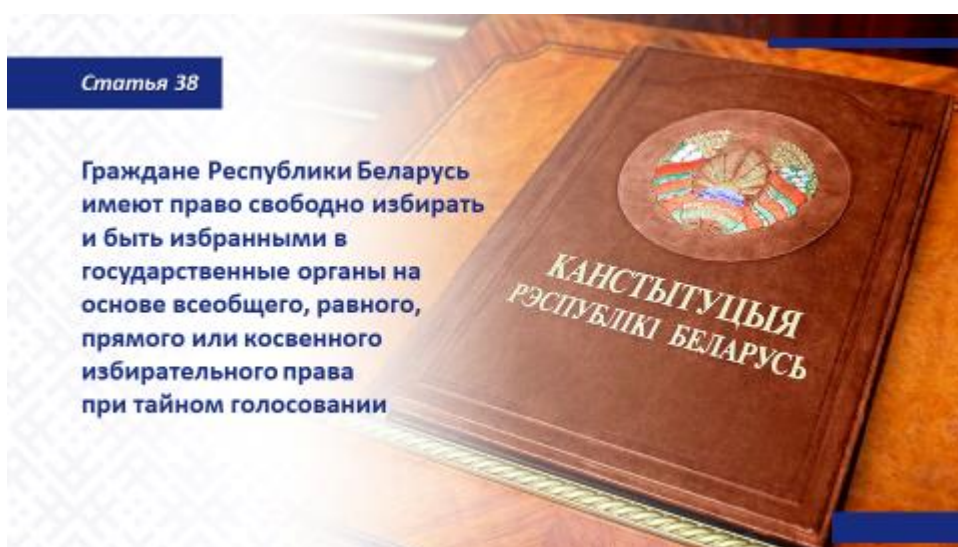 Статья 38
Граждане Республики Беларусь
имеют право свободно избирать
и быть избранными в
государственные органы на
основе всеобщего, равного,
прямого или косвенного
избирательного права
при тайном голосовании
КАНСТЫТУЦЫЯ
РЭСПУБЛІКІ БЕЛАРУСЬ